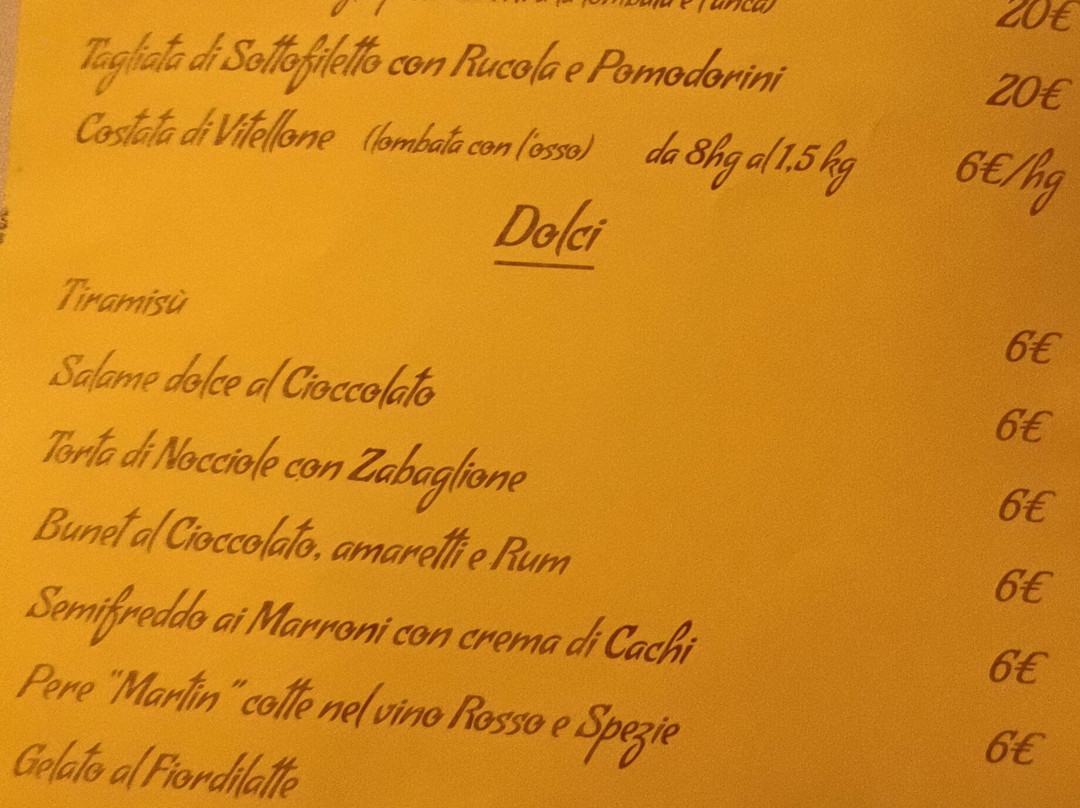 20€
Tagliata di Sottofiletto con Rucola e Pomodorini 20€
Costata di Vitellone (lombata con l'osso) da 8hg al 1,5 kg 6€/hg
Dolci
Tiramisù 6€
Salame dolce al Cioccolato 6€
Torta di Nocciole con Zabaglione 6€
Bunet al Cioccolato, amaretti e Rum 6€
Semifreddo ai Marroni con crema di Cachi 6€
Pere "Martin" cotte nel vino Rosso e Spezie 6€
Gelato al Fiordilatte